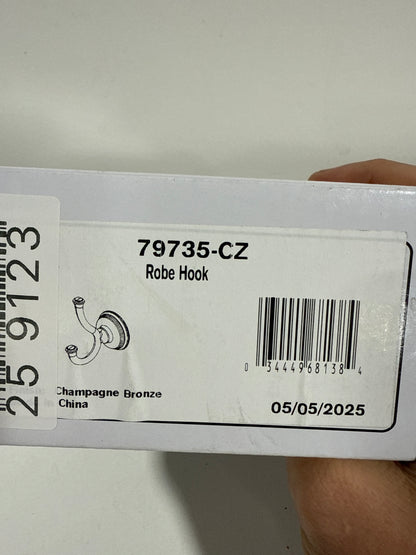 79735-CZ
Robe Hook
0 34449 68138 4
Champagne Bronze
China
05/05/2025
25 9123